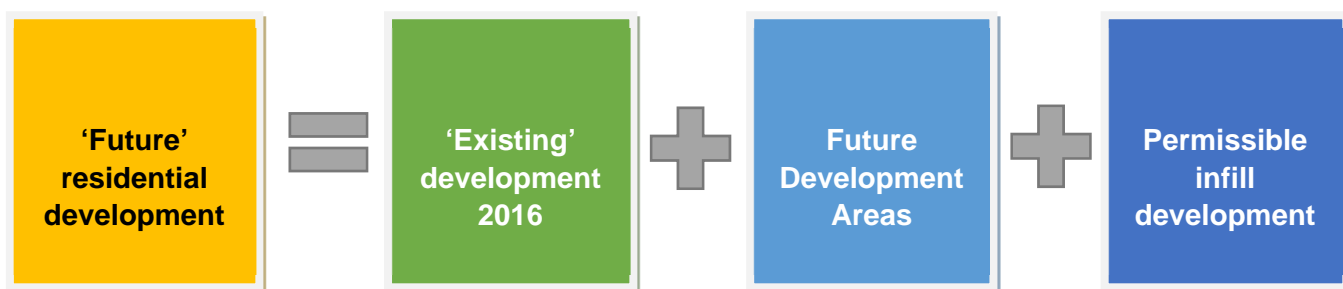 ‘Future’
residential
development
‘Existing’
development
2016
Future
Development
Areas
Permissible
infill
development